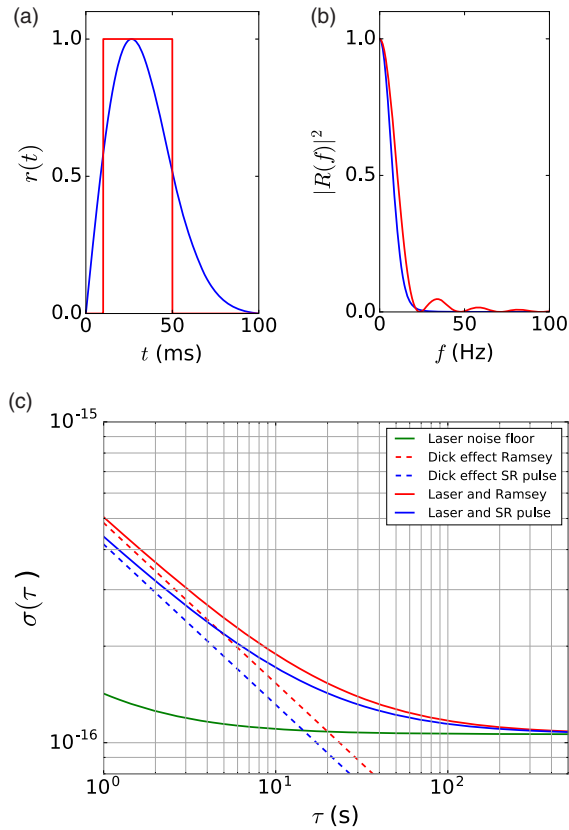 (a)
1.0
0.5
0.0
r(t)
0
50
100
t (ms)
(b)
1.0
0.5
0.0
|R(f)|²
0
50
100
f (Hz)
(c)
10⁻¹⁵
10⁻¹⁶
σ(τ )
10⁰
10¹
10²
τ (s)
Laser noise floor
Dick effect Ramsey
Dick effect SR pulse
Laser and Ramsey
Laser and SR pulse